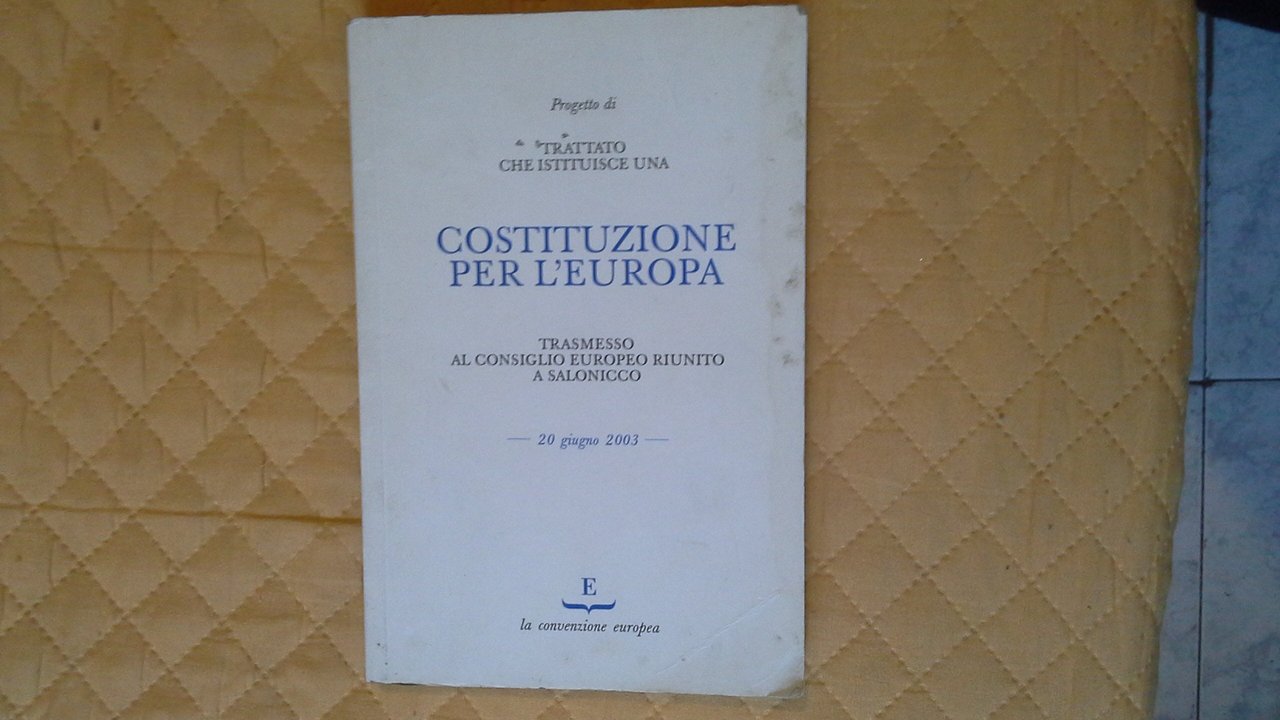 Progetto di
TRATTATO
CHE ISTITUISCE UNA
COSTITUZIONE
PER L'EUROPA
TRASMESSO
AL CONSIGLIO EUROPEO RIUNITO
A SALONICCO
— 20 giugno 2003 —
E
la convenzione europea